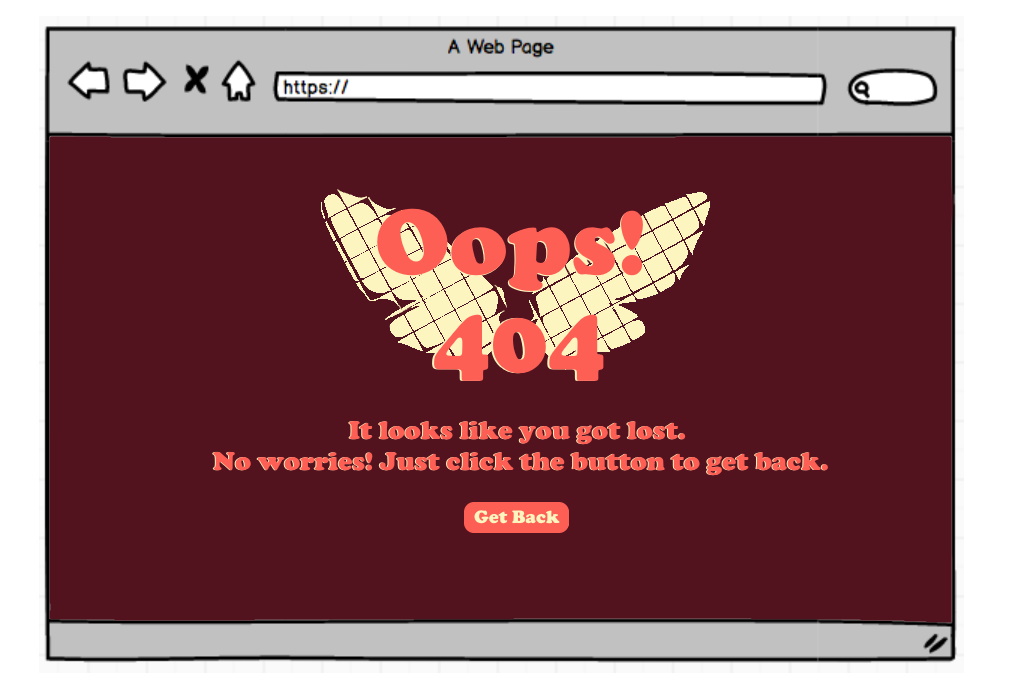 A Web Page
https://
Oops!
404
It looks like you got lost.
No worries! Just click the button to get back.
Get Back